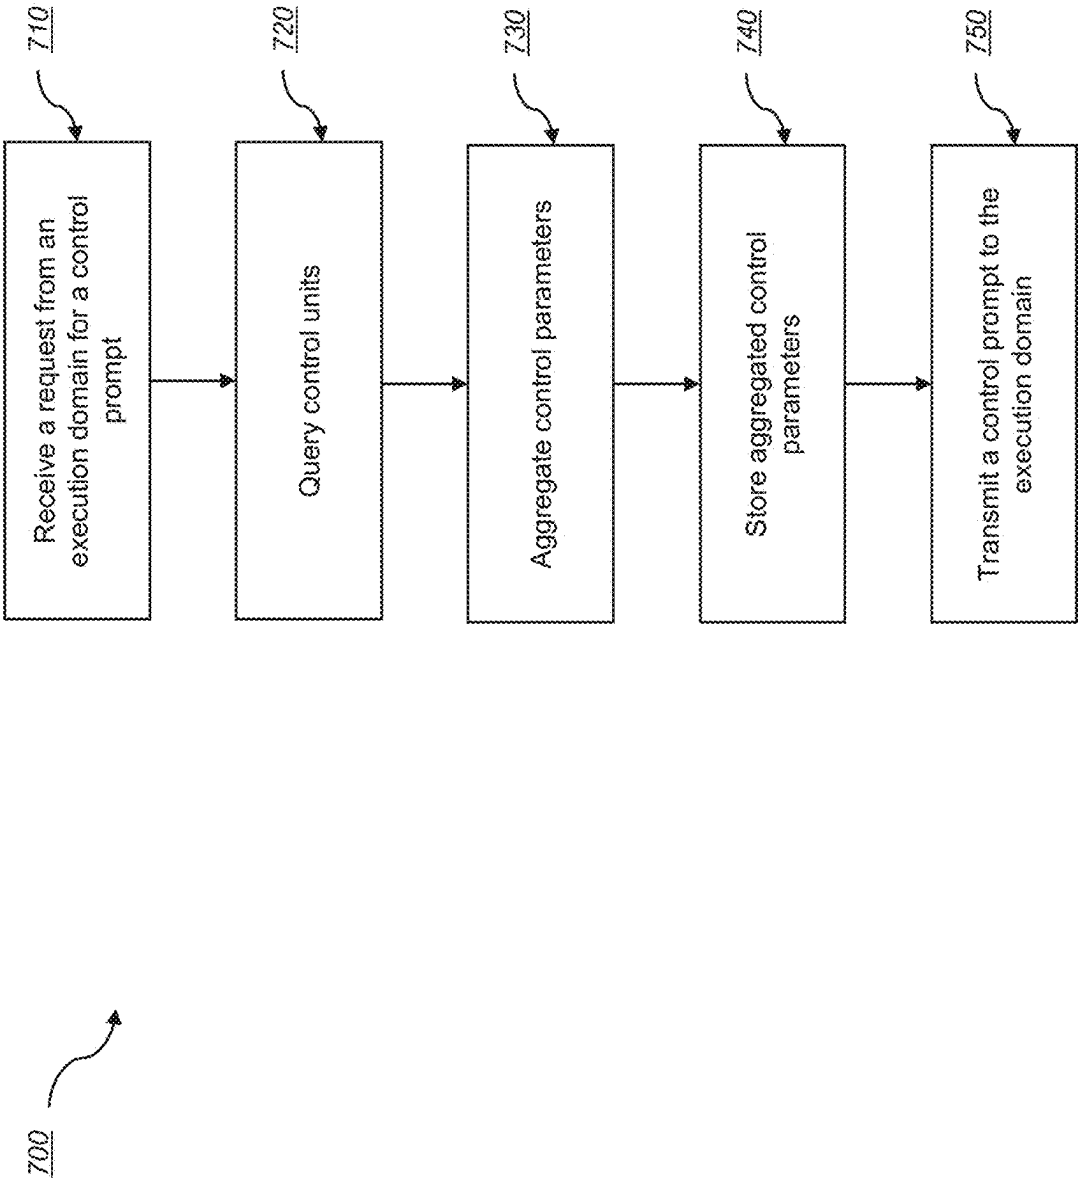 700
Receive a request from an
execution domain for a control
prompt
710
Query control units
720
Aggregate control parameters
730
Store aggregated control
parameters
740
Transmit a control prompt to the
execution domain
750